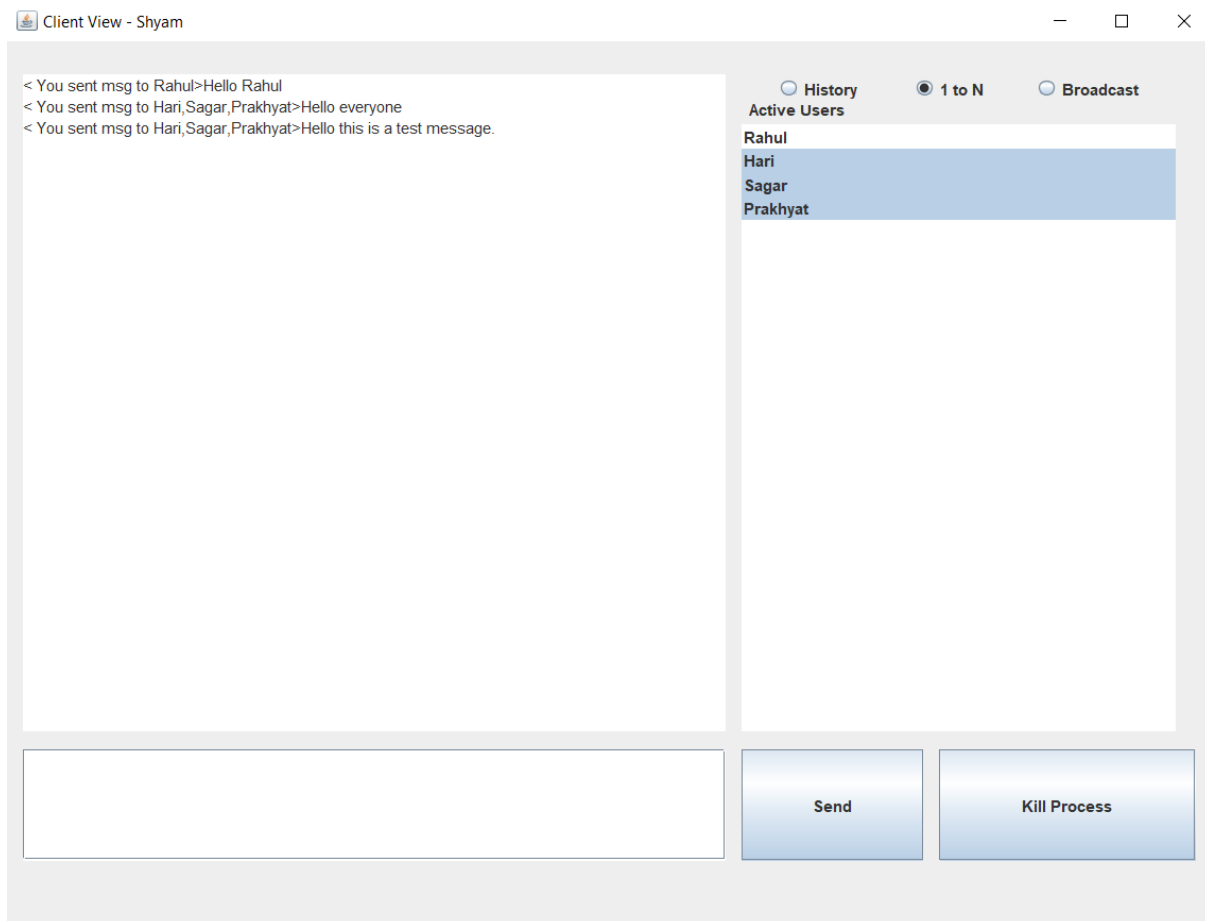 Client View - Shyam
< You sent msg to Rahul>Hello Rahul
< You sent msg to Hari,Sagar,Prakhyat>Hello everyone
< You sent msg to Hari,Sagar,Prakhyat>Hello this is a test message.
History 1 to N Broadcast
Active Users
Rahul
Hari
Sagar
Prakhyat
Send Kill Process